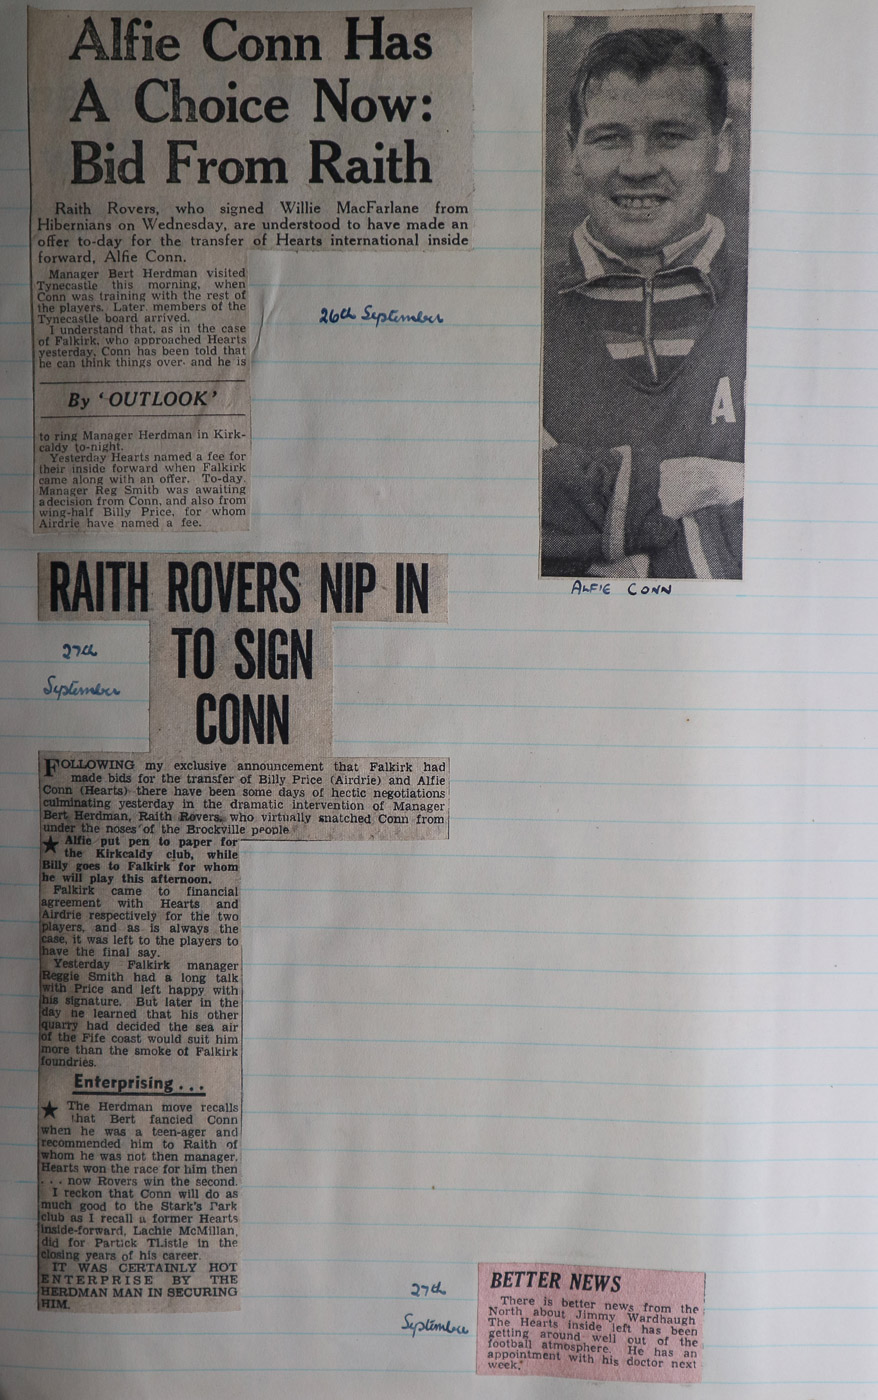 Alfie Conn Has
A Choice Now:
Bid From Raith
Raith Rovers, who signed Willie MacFarlane from
Hibernians on Wednesday, are understood to have made an
offer to-day for the transfer of Hearts international inside
forward, Alfie Conn.
Manager Bert Herdman visited
Tynecastle this morning, when
Conn was training with the rest of
the players. Later members of the
Tynecastle board arrived.
I understand that, as in the case
of Falkirk, who approached Hearts
yesterday, Conn has been told that
he can think things over- and he is
By ‘OUTLOOK’
to ring Manager Herdman in Kirk-
caldy to-night.
Yesterday Hearts named a fee for
their inside forward when Falkirk
came along with an offer. To-day
Manager Reg Smith was awaiting
a decision from Conn, and also from
wing-half Billy Price, for whom
Airdrie have named a fee.
26th September
A
ALFIE CONN
RAITH ROVERS NIP IN
TO SIGN
CONN
27th
September
FOLLOWING my exclusive announcement that Falkirk had
made bids for the transfer of Billy Price (Airdrie) and Alfie
Conn (Hearts) there have been some days of hectic negotiations
culminating yesterday in the dramatic intervention of Manager
Bert Herdman, Raith Rovers, who virtually snatched Conn from
under the noses of the Brockville people
★ Alfie put pen to paper for
the Kirkcaldy club, while
Billy goes to Falkirk for whom
he will play this afternoon.
Falkirk came to financial
agreement with Hearts and
Airdrie respectively for the two
players, and as is always the
case, it was left to the players to
have the final say.
Yesterday Falkirk manager
Reggie Smith had a long talk
with Price and left happy with
his signature. But later in the
day he learned that his other
quarry had decided the sea air
of the Fife coast would suit him
more than the smoke of Falkirk
foundries.
Enterprising . . .
★ The Herdman move recalls
that Bert fancied Conn
when he was a teen-ager and
recommended him to Raith of
whom he was not then manager.
Hearts won the race for him then
. . . now Rovers win the second.
I reckon that Conn will do as
much good to the Stark's Park
club as I recall a former Hearts
inside-forward, Lachie McMillan,
did for Partick Thistle in the
closing years of his career.
IT WAS CERTAINLY HOT
ENTERPRISE BY THE
HERDMAN MAN IN SECURING
HIM.
27th
September
BETTER NEWS
There is better news from the
North about Jimmy Wardhaugh
The Hearts inside left has been
getting around well out of the
football atmosphere. He has an
appointment with his doctor next
week.